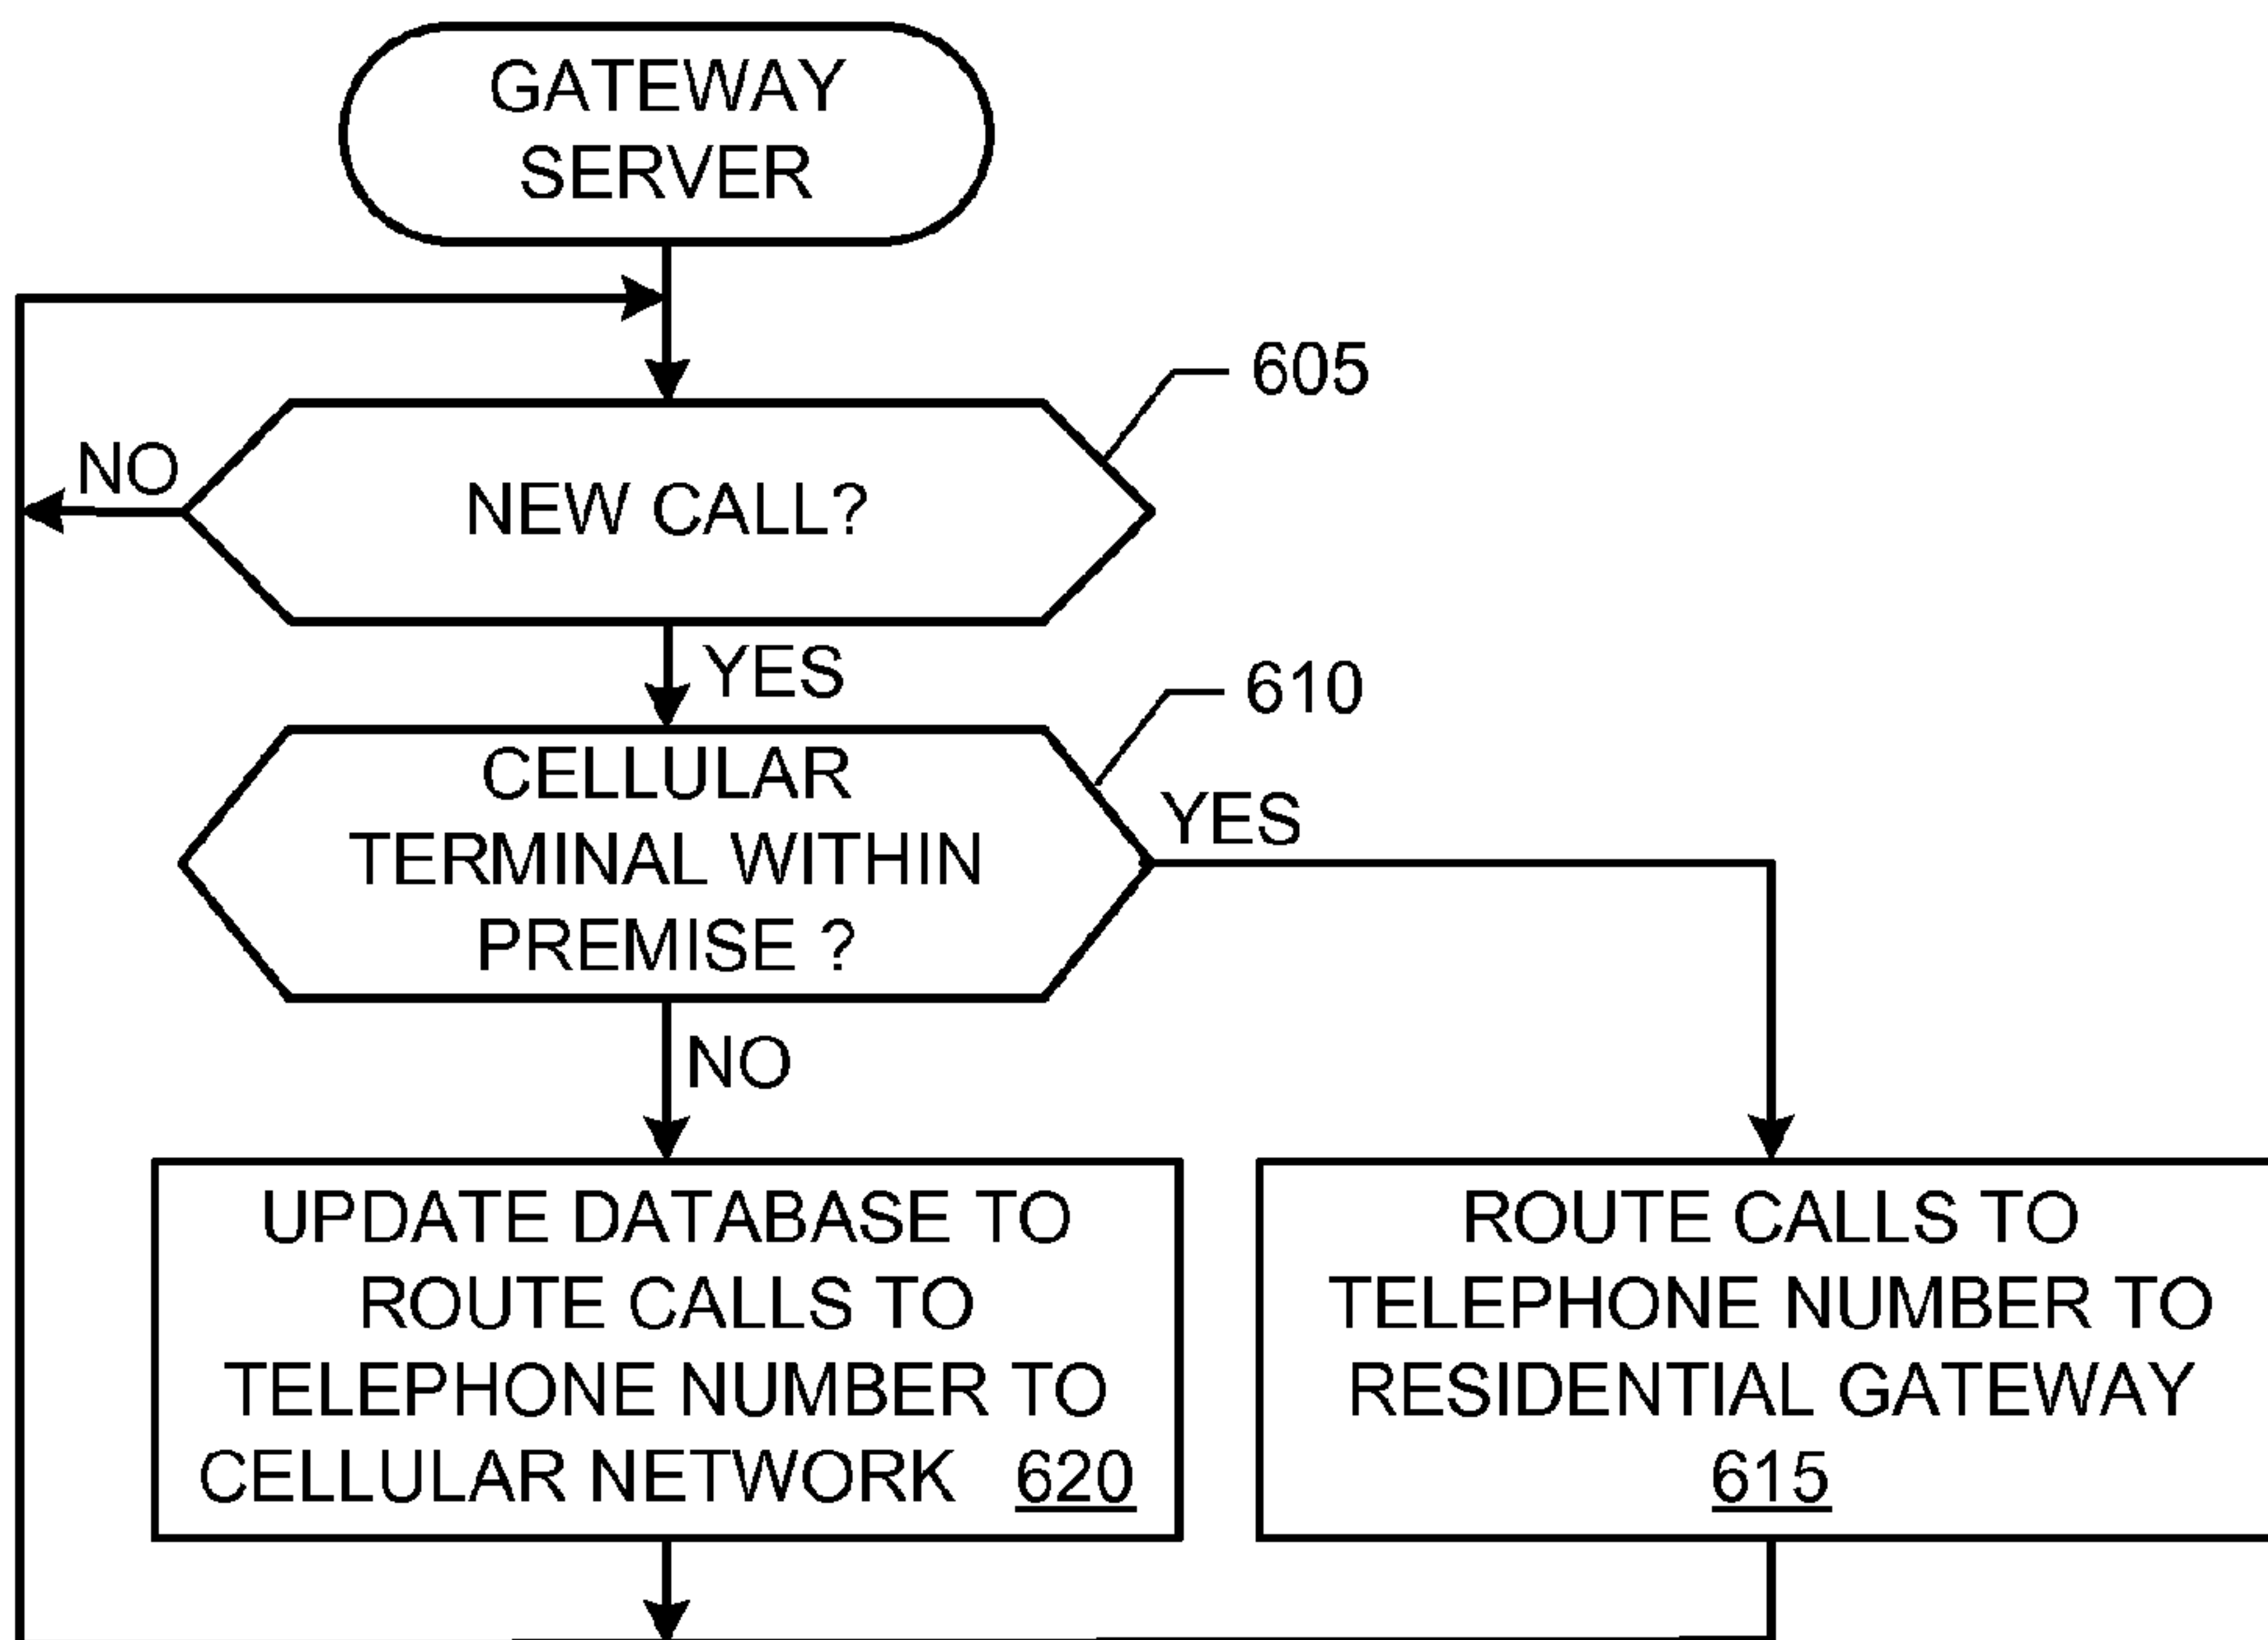 GATEWAY
SERVER
605
NO
NEW CALL?
YES
610
CELLULAR
TERMINAL WITHIN
PREMISE ?
YES
NO
UPDATE DATABASE TO
ROUTE CALLS TO
TELEPHONE NUMBER TO
CELLULAR NETWORK 620
ROUTE CALLS TO
TELEPHONE NUMBER TO
RESIDENTIAL GATEWAY
615